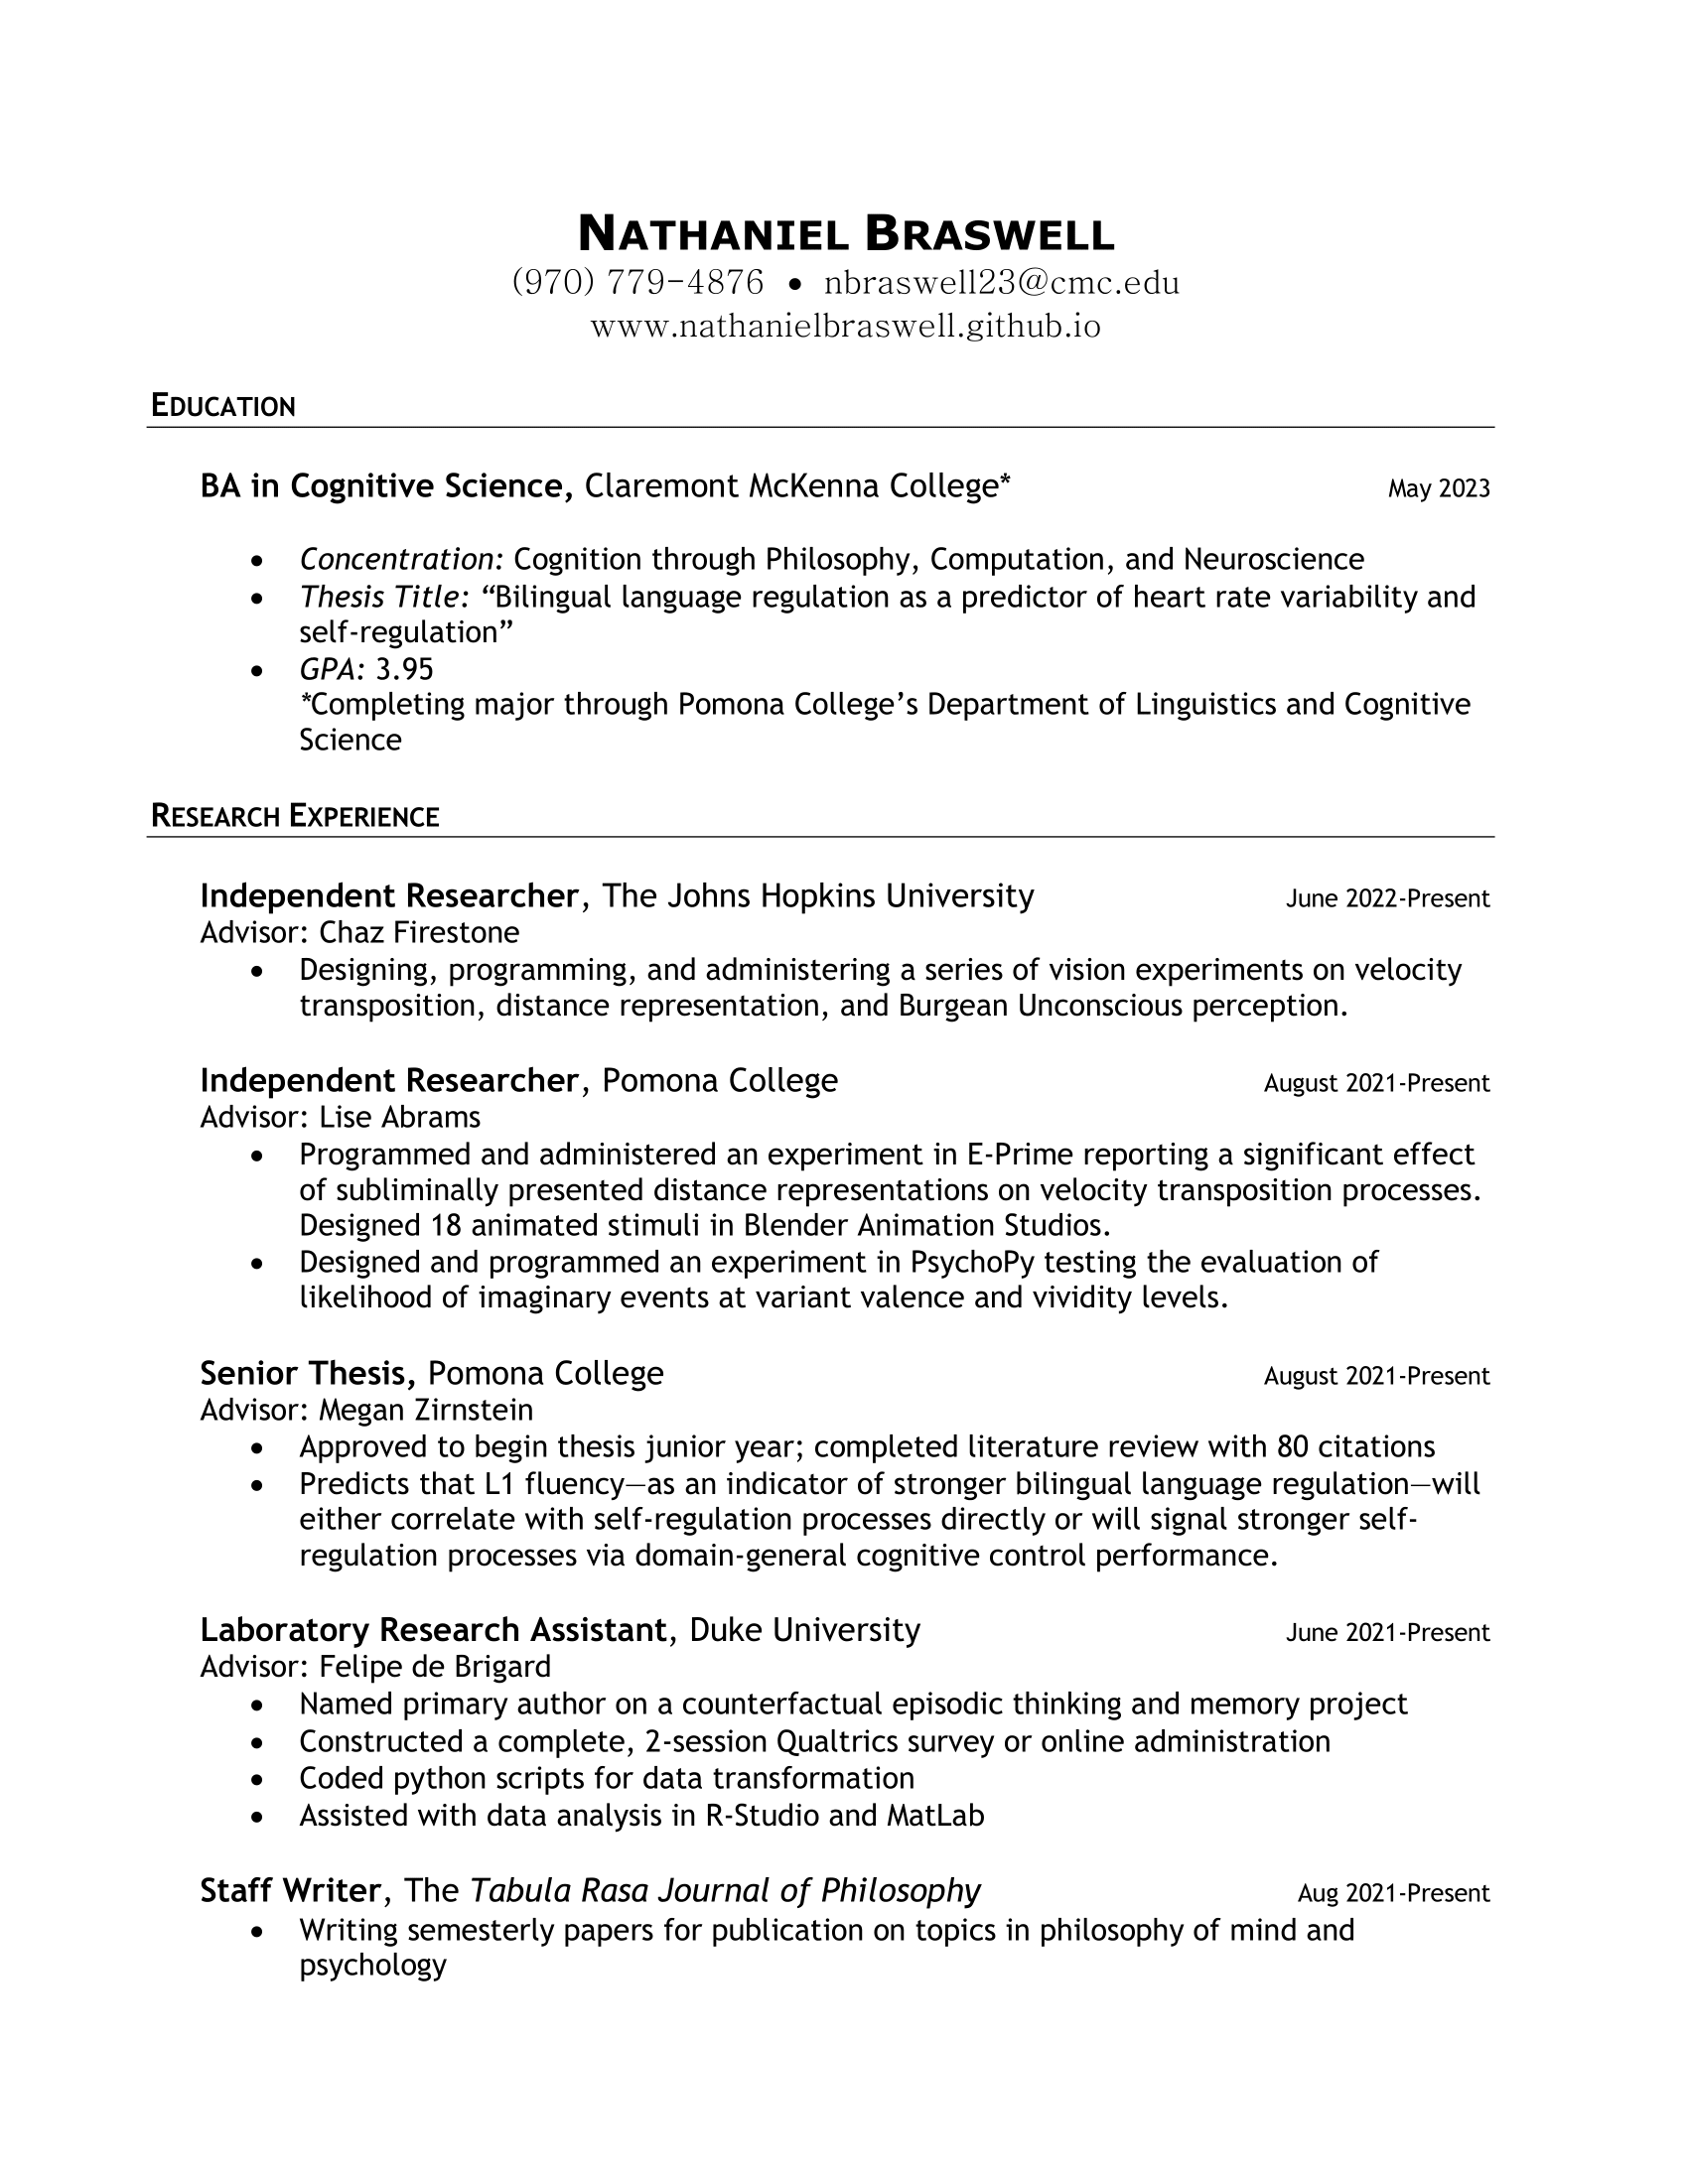 NATHANIEL BRASWELL
(970) 779-4876 • nbraswell23@cmc.edu
www.nathanielbraswell.github.io
EDUCATION
BA in Cognitive Science, Claremont McKenna College* May 2023
• Concentration: Cognition through Philosophy, Computation, and Neuroscience
• Thesis Title: “Bilingual language regulation as a predictor of heart rate variability and
self-regulation”
• GPA: 3.95
*Completing major through Pomona College’s Department of Linguistics and Cognitive
Science
RESEARCH EXPERIENCE
Independent Researcher, The Johns Hopkins University June 2022-Present
Advisor: Chaz Firestone
• Designing, programming, and administering a series of vision experiments on velocity
transposition, distance representation, and Burgean Unconscious perception.
Independent Researcher, Pomona College August 2021-Present
Advisor: Lise Abrams
• Programmed and administered an experiment in E-Prime reporting a significant effect
of subliminally presented distance representations on velocity transposition processes.
Designed 18 animated stimuli in Blender Animation Studios.
• Designed and programmed an experiment in PsychoPy testing the evaluation of
likelihood of imaginary events at variant valence and vividity levels.
Senior Thesis, Pomona College August 2021-Present
Advisor: Megan Zirnstein
• Approved to begin thesis junior year; completed literature review with 80 citations
• Predicts that L1 fluency—as an indicator of stronger bilingual language regulation—will
either correlate with self-regulation processes directly or will signal stronger self-
regulation processes via domain-general cognitive control performance.
Laboratory Research Assistant, Duke University June 2021-Present
Advisor: Felipe de Brigard
• Named primary author on a counterfactual episodic thinking and memory project
• Constructed a complete, 2-session Qualtrics survey or online administration
• Coded python scripts for data transformation
• Assisted with data analysis in R-Studio and MatLab
Staff Writer, The Tabula Rasa Journal of Philosophy Aug 2021-Present
• Writing semesterly papers for publication on topics in philosophy of mind and
psychology